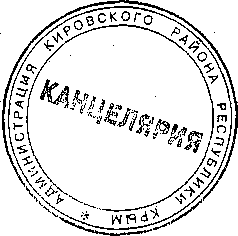 АДМИНИСТРАЦИЯ КИРОВСКОГО РАЙОНА РЕСПУБЛИКИ КРЫМ *
КАНЦЕЛЯРИЯ